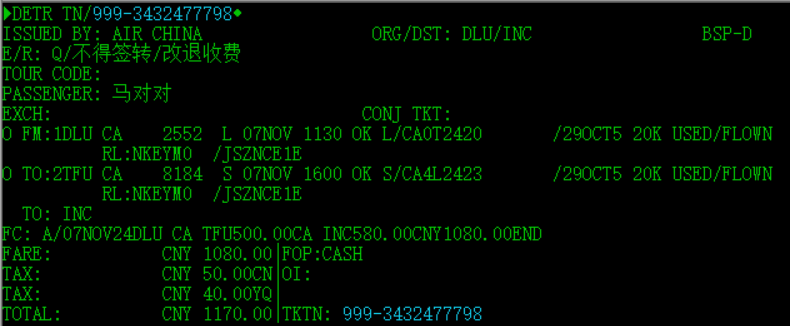 ▶DETR TN/999-3432477798◆
ISSUED BY: AIR CHINA ORG/DST: DLU/INC BSP-D
E/R: Q/不得签转/改退收费
TOUR CODE:
PASSENGER: 马对对
EXCH: CONJ TKT:
O FM:1DLU CA 2552 L 07NOV 1130 OK L/CA0T2420 /29OCT5 20K USED/FLOWN
RL:NKEYM0 /JSZNCE1E
O TO:2TFU CA 8184 S 07NOV 1600 OK S/CA4L2423 /29OCT5 20K USED/FLOWN
RL:NKEYM0 /JSZNCE1E
TO: INC
FC: A/07NOV24DLU CA TFU500.00CA INC580.00CNY1080.00END
FARE: CNY 1080.00|FOP:CASH
TAX: CNY 50.00CN|OI:
TAX: CNY 40.00YQ|
TOTAL: CNY 1170.00|TKTN: 999-3432477798